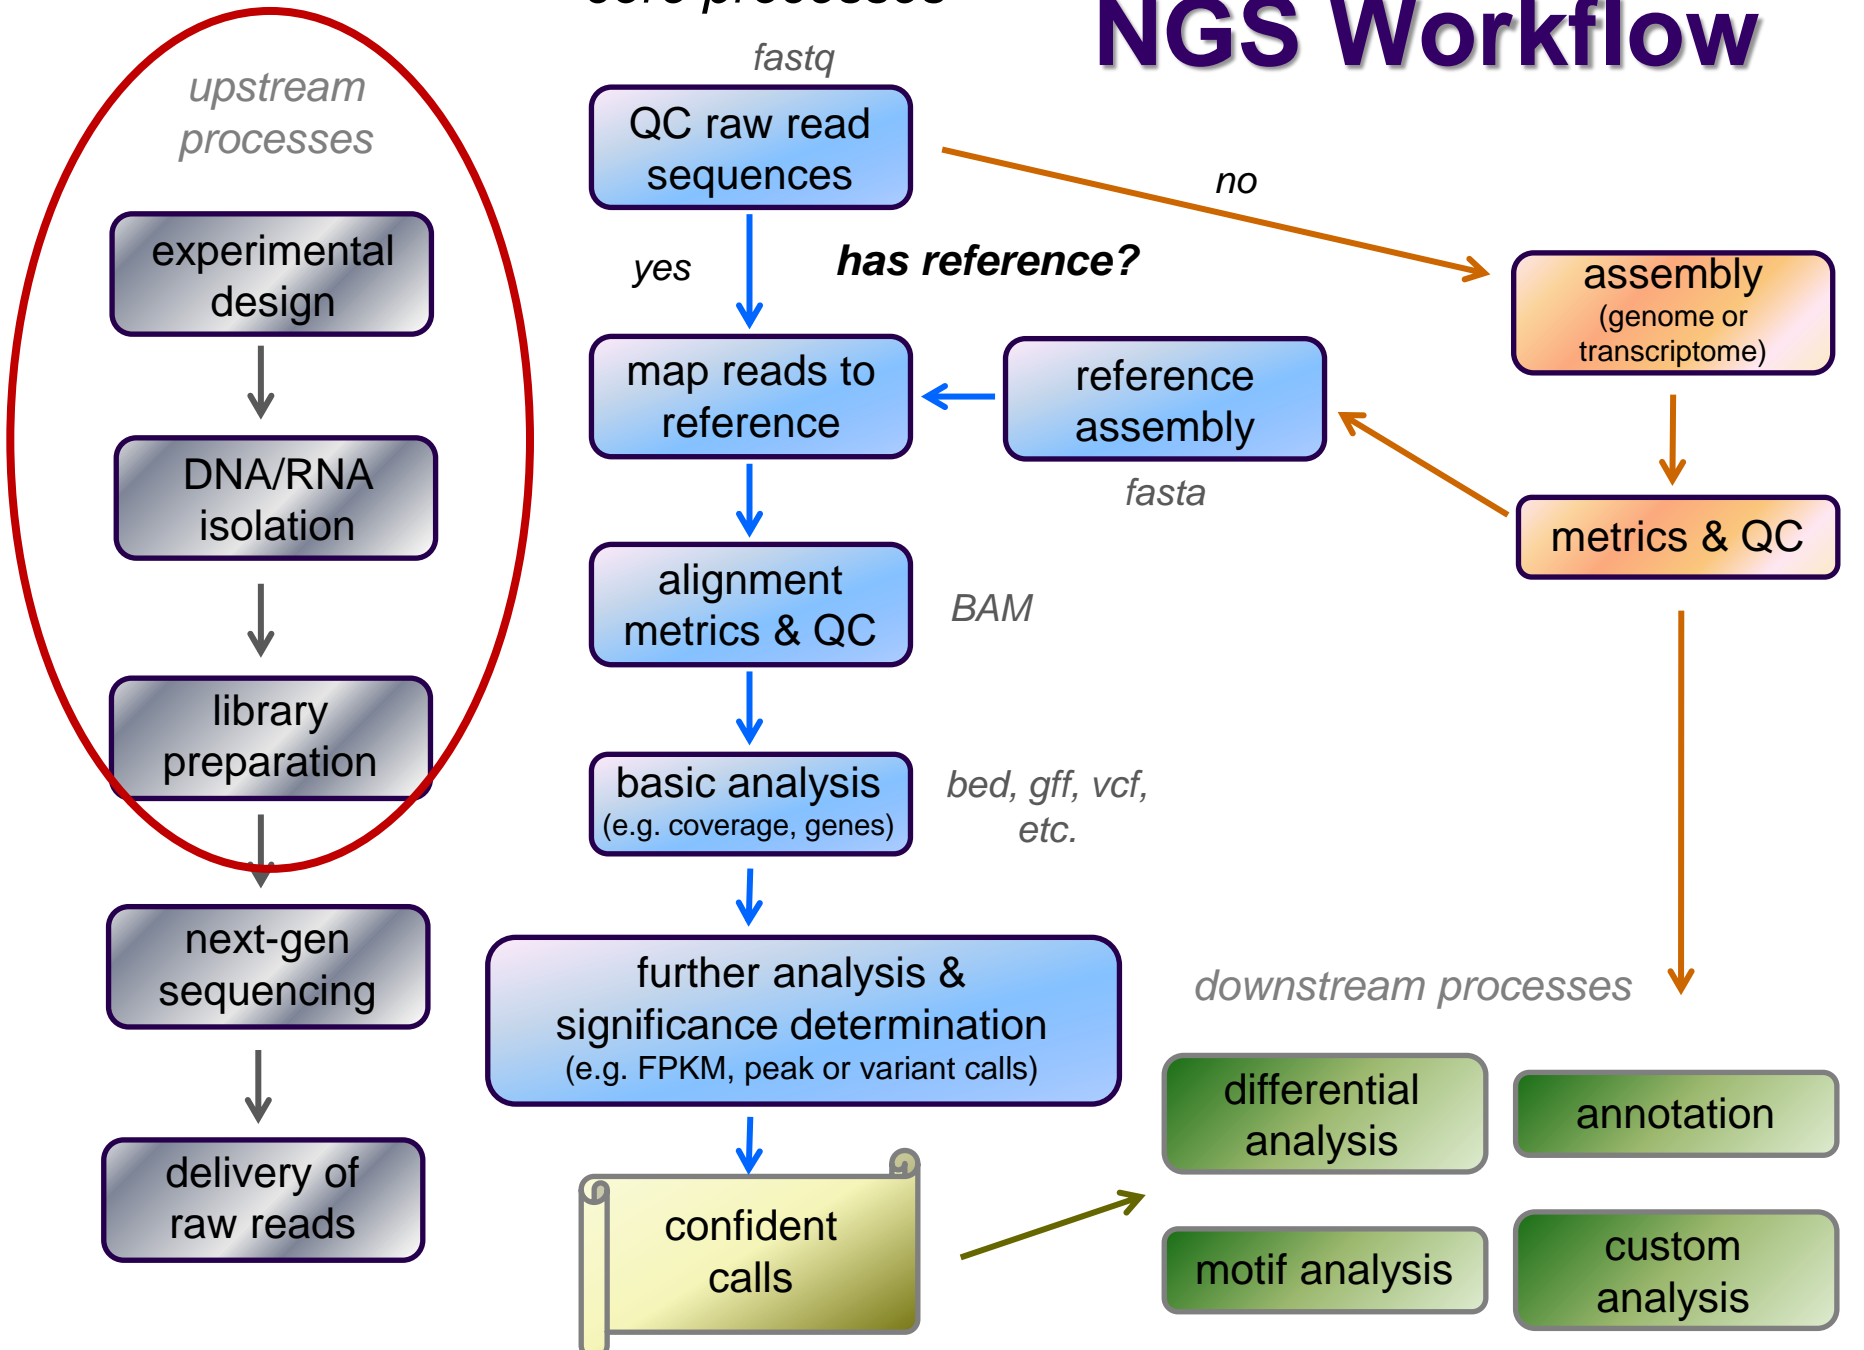 core processes
NGS Workflow
upstream
processes
experimental
design
DNA/RNA
isolation
library
preparation
next-gen
sequencing
delivery of
raw reads
fastq
QC raw read
sequences
yes
has reference?
no
map reads to
reference
reference
assembly
fasta
alignment
metrics & QC
BAM
basic analysis
(e.g. coverage, genes)
bed, gff, vcf,
etc.
further analysis &
significance determination
(e.g. FPKM, peak or variant calls)
confident
calls
assembly
(genome or
transcriptome)
metrics & QC
downstream processes
differential
analysis
annotation
motif analysis
custom
analysis